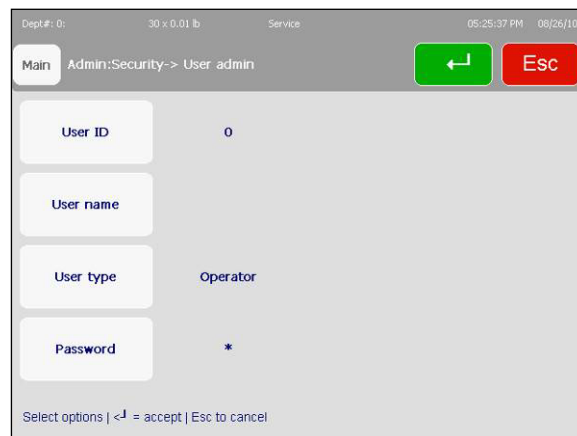 Dept#: 0: 30 x 0.01 lb Service 05:25:37 PM 08/26/10
Main Admin:Security-> User admin ↵ Esc
User ID 0
User name
User type Operator
Password *
Select options | <┘ = accept | Esc to cancel